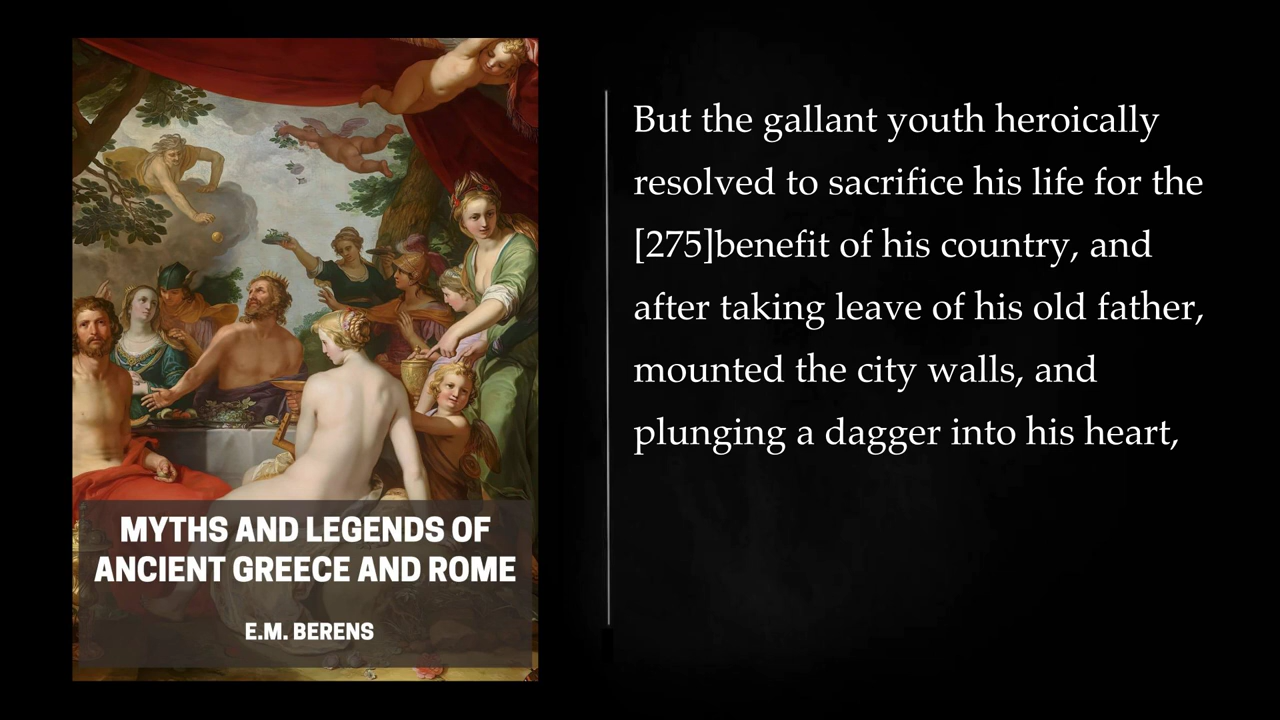 MYTHS AND LEGENDS OF
ANCIENT GREECE AND ROME
E.M. BERENS
But the gallant youth heroically
resolved to sacrifice his life for the
[275]benefit of his country, and
after taking leave of his old father,
mounted the city walls, and
plunging a dagger into his heart,